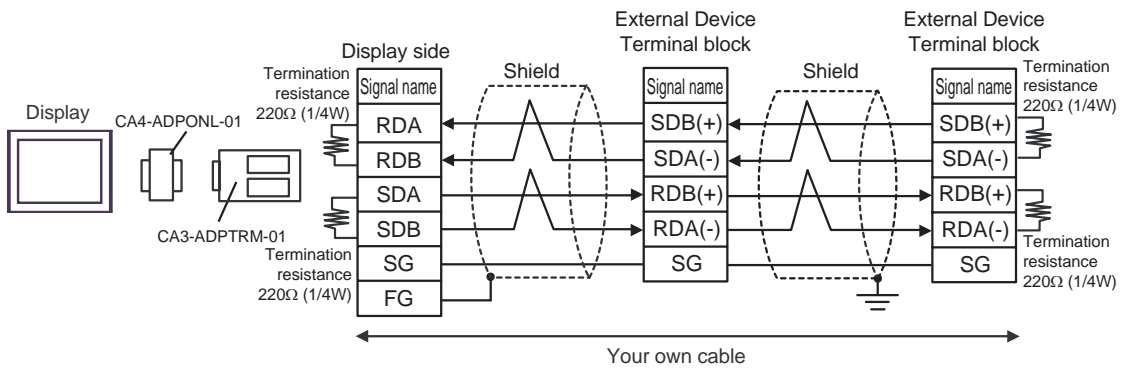 Display
CA4-ADPONL-01
CA3-ADPTRM-01
Display side
Termination
resistance
220Ω (1/4W)
Termination
resistance
220Ω (1/4W)
Signal name
RDA
RDB
SDA
SDB
SG
FG
Shield
External Device
Terminal block
Signal name
SDB(+)
SDA(-)
RDB(+)
RDA(-)
SG
Shield
External Device
Terminal block
Signal name
SDB(+)
SDA(-)
RDB(+)
RDA(-)
SG
Termination
resistance
220Ω (1/4W)
Termination
resistance
220Ω (1/4W)
Your own cable